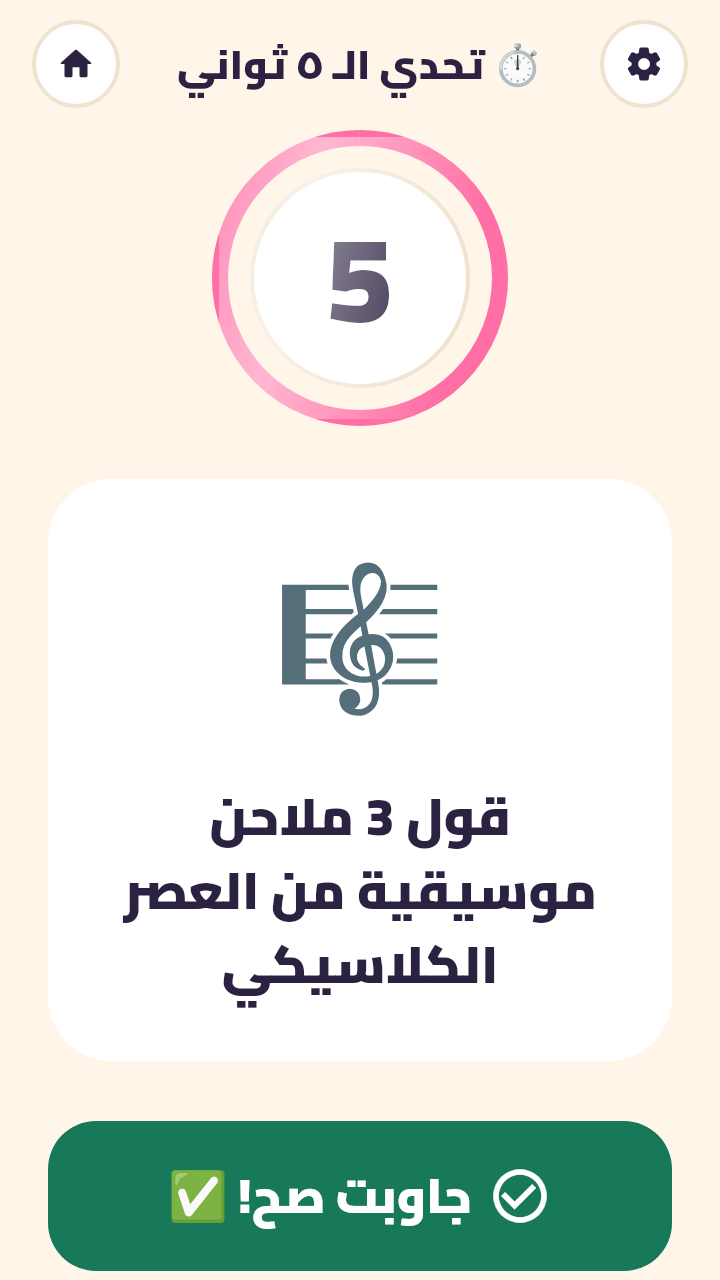 تحدي الـ ٥ ثواني
5
قول 3 ملاحن
موسيقية من العصر
الكلاسيكي
جاوبت صح! ✅